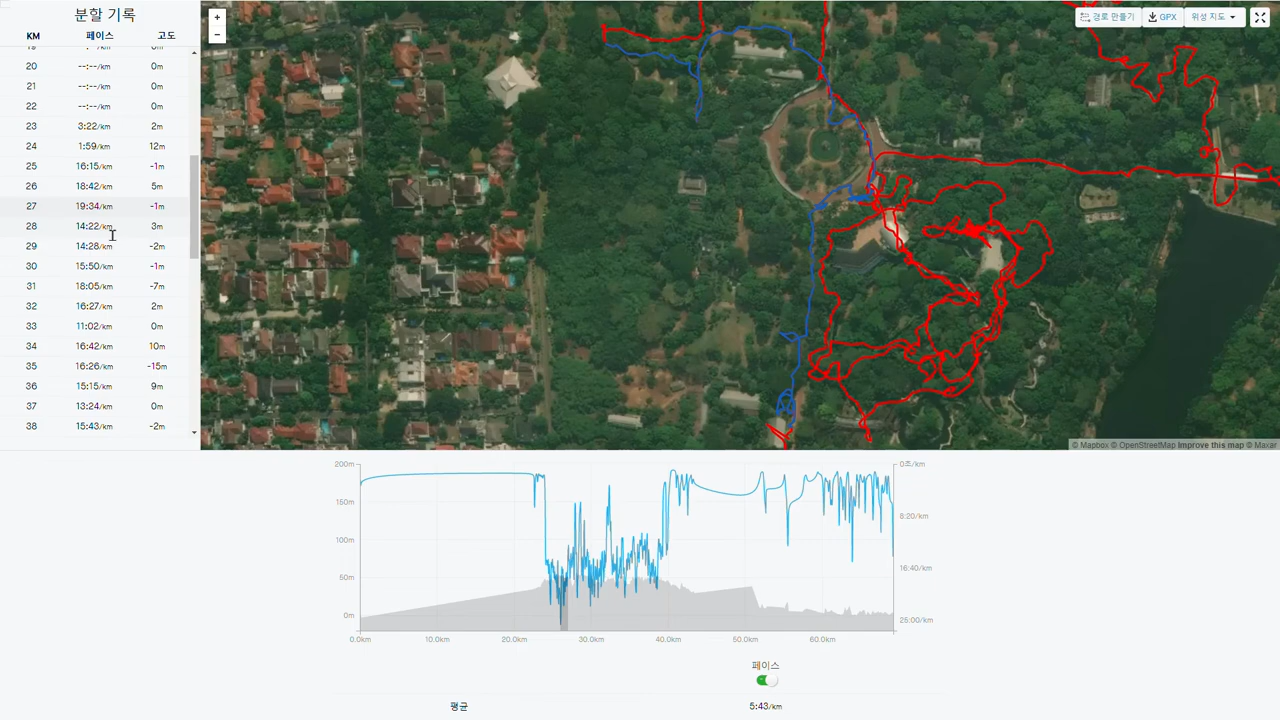 분할 기록
KM 페이스 고도
20 --:--/km 0m
21 --:--/km 0m
22 --:--/km 0m
23 3:22/km 2m
24 1:59/km 12m
25 16:15/km -1m
26 18:42/km 5m
27 19:34/km -1m
28 14:22/km 3m
29 14:28/km -2m
30 15:50/km -1m
31 18:05/km -7m
32 16:27/km 2m
33 11:02/km 0m
34 16:42/km 10m
35 16:26/km -15m
36 15:15/km 9m
37 13:24/km 0m
38 15:43/km -2m
+
−
경로 만들기
GPX
위성 지도
© Mapbox © OpenStreetMap Improve this map © Maxar
200m
150m
100m
50m
0m
0:00/km
8:20/km
16:40/km
25:00/km
0.0km 10.0km 20.0km 30.0km 40.0km 50.0km 60.0km
페이스
평균 5:43/km